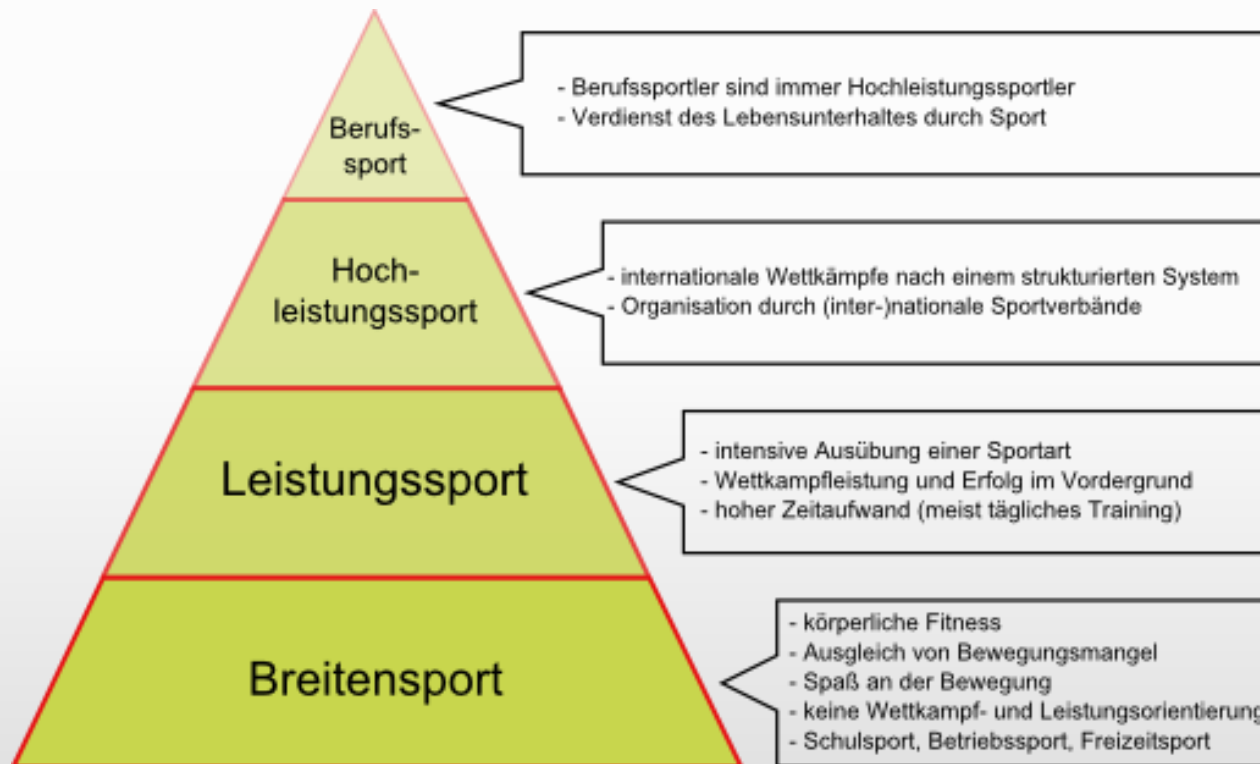 Berufs-
sport
- Berufssportler sind immer Hochleistungssportler
- Verdienst des Lebensunterhaltes durch Sport
Hoch-
leistungssport
- internationale Wettkämpfe nach einem strukturierten System
- Organisation durch (inter-)nationale Sportverbände
Leistungssport
- intensive Ausübung einer Sportart
- Wettkampfleistung und Erfolg im Vordergrund
- hoher Zeitaufwand (meist tägliches Training)
Breitensport
- körperliche Fitness
- Ausgleich von Bewegungsmangel
- Spaß an der Bewegung
- keine Wettkampf- und Leistungsorientierung
- Schulsport, Betriebssport, Freizeitsport